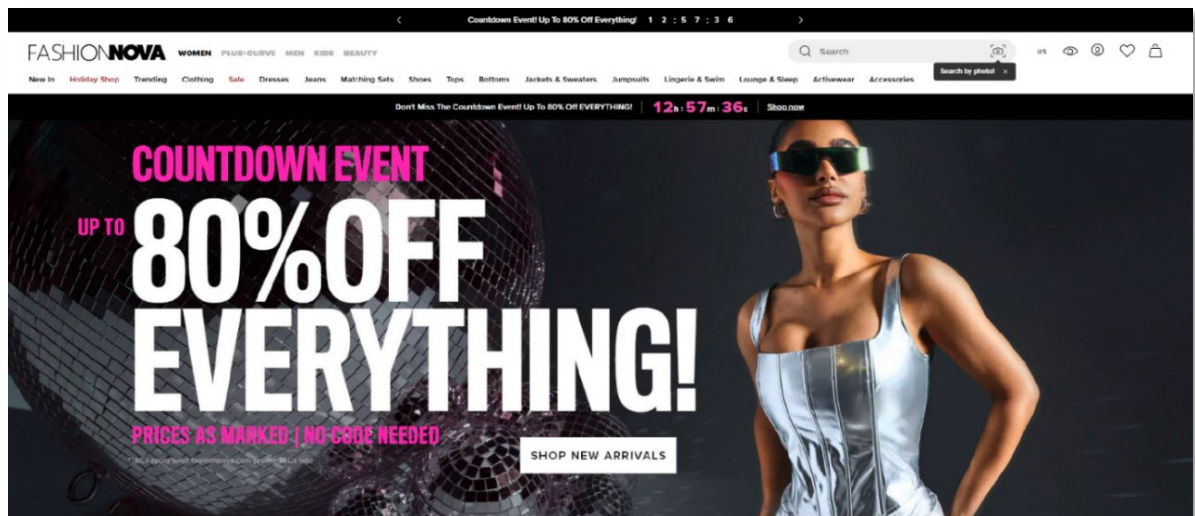 Countdown Event! Up To 80% Off Everything! 1 2 : 5 7 : 3 6
FASHIONNOVA WOMEN PLUS+CURVE MEN KIDS BEAUTY Search US
Search by photo! ×
New In Holiday Shop Trending Clothing Sale Dresses Jeans Matching Sets Shoes Tops Bottoms Jackets & Sweaters Jumpsuits Lingerie & Swim Lounge & Sleep Activewear Accessories
Don't Miss The Countdown Event! Up To 80% Off EVERYTHING! 12h : 57m : 36s Shop now
COUNTDOWN EVENT
UP TO 80% OFF
EVERYTHING!
PRICES AS MARKED | NO CODE NEEDED
SHOP NEW ARRIVALS